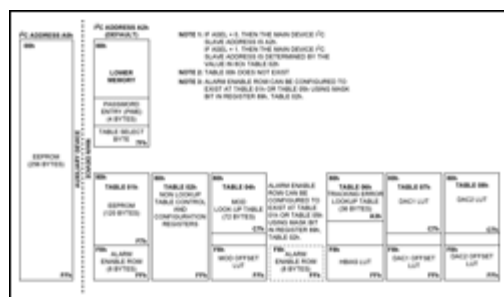 I²C ADDRESS A0h
00h
EEPROM
(256 BYTES)
FFh
AUXILIARY DEVICE
MAIN DEVICE
I²C ADDRESS A2h
(DEFAULT)
00h
LOWER
MEMORY
PASSWORD
ENTRY (PWE)
(4 BYTES)
TABLE SELECT
BYTE
7Fh
NOTE 1: IF ASEL = 0, THEN THE MAIN DEVICE I²C
SLAVE ADDRESS IS A2h.
IF ASEL = 1, THEN THE MAIN DEVICE I²C
SLAVE ADDRESS IS DETERMINED BY THE
VALUE IN TABLE 02h
NOTE 2: TABLE 00h DOES NOT EXIST
NOTE 3: ALARM ENABLE ROW CAN BE CONFIGURED TO
EXIST AT TABLE 01h OR TABLE 05h USING MASK
BIT IN REGISTER TABLE 02h.
80h
TABLE 01h
EEPROM
(120 BYTES)
F7h
F8h
ALARM
ENABLE ROW
(8 BYTES)
FFh
80h
TABLE 02h
NON LOOKUP
TABLE CONTROL
AND
CONFIGURATION
REGISTERS
FFh
80h
TABLE 04h
MOD
LOOKUP TABLE
(72 BYTES)
C7h
F8h
MOD OFFSET
LUT
FFh
ALARM ENABLE
ROW CAN BE
CONFIGURED TO
EXIST AT TABLE
01h OR TABLE 05h
USING MASK BIT
IN REGISTER
TABLE 02h.
F8h
ALARM
ENABLE ROW
(8 BYTES)
FFh
80h
TABLE 06h
TRACKING ERROR
LOOKUP TABLE
(36 BYTES)
A3h
F8h
HBIAS LUT
FFh
80h
TABLE 07h
DAC1 LUT
C7h
F8h
DAC1 OFFSET
LUT
FFh
80h
TABLE 08h
DAC2 LUT
C7h
F8h
DAC2 OFFSET
LUT
FFh